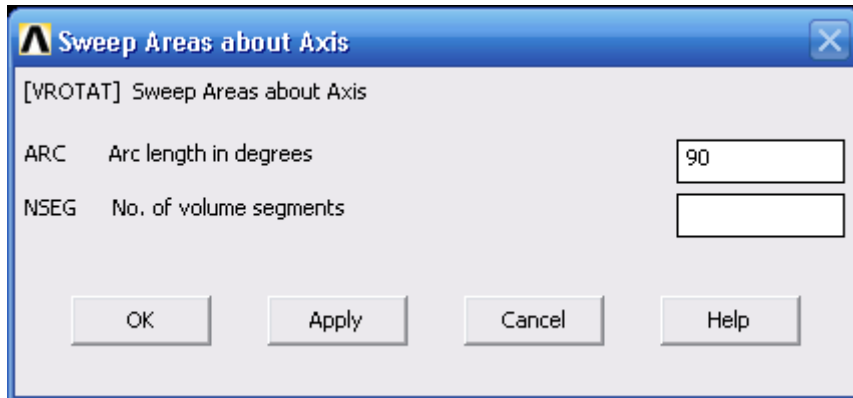 Sweep Areas about Axis
[VROTAT] Sweep Areas about Axis
ARC Arc length in degrees 90
NSEG No. of volume segments
OK Apply Cancel Help